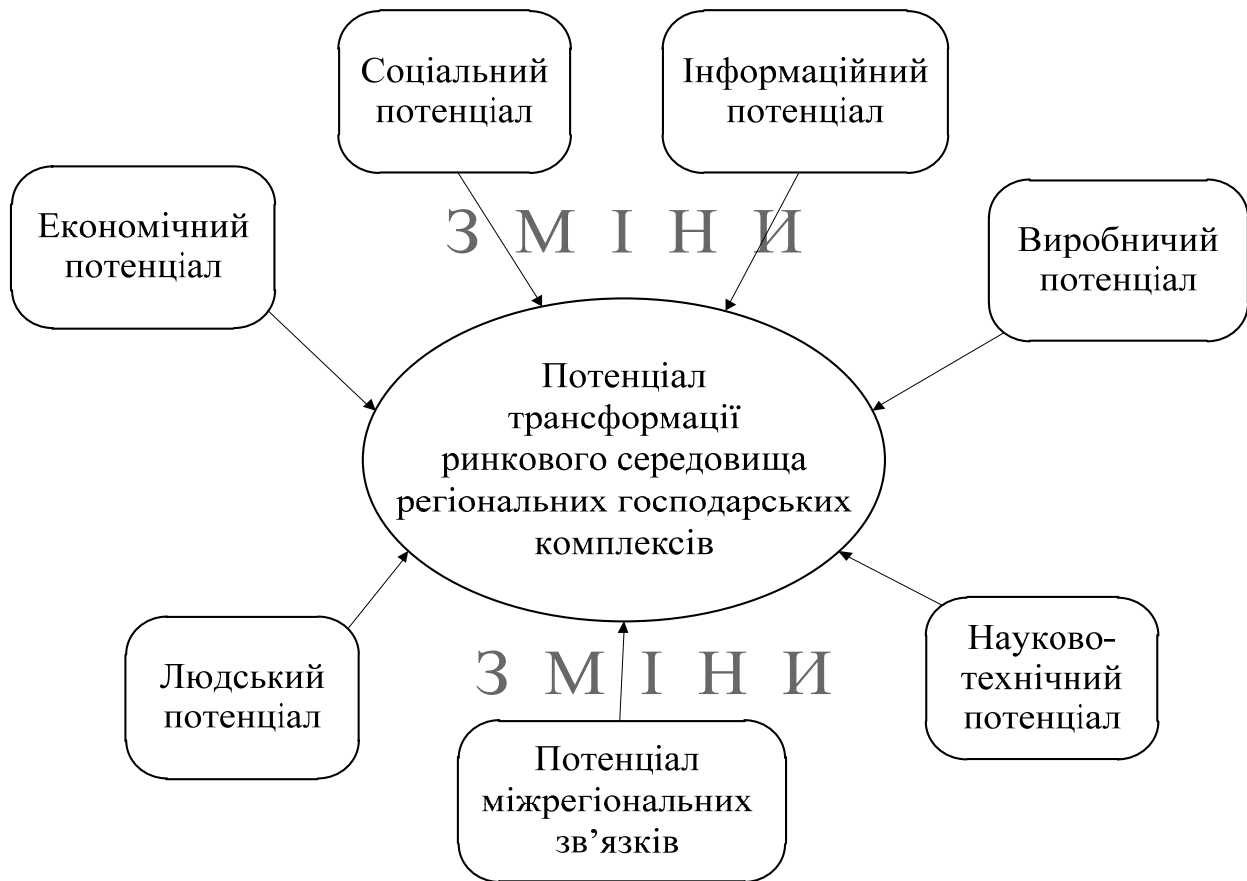 Соціальний
потенціал
Інформаційний
потенціал
Економічний
потенціал
З М І Н И
Виробничий
потенціал
Потенціал
трансформації
ринкового середовища
регіональних господарських
комплексів
Людський
потенціал
З М І Н И
Науково-
технічний
потенціал
Потенціал
міжрегіональних
зв’язків